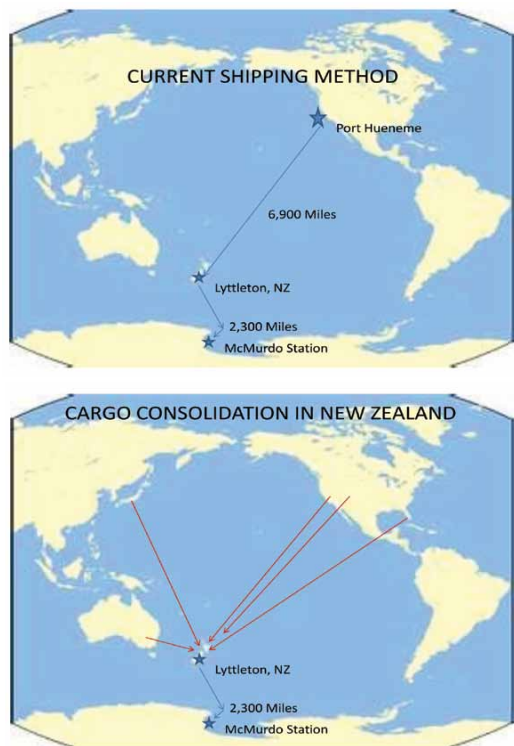 CURRENT SHIPPING METHOD
Port Hueneme
6,900 Miles
Lyttleton, NZ
2,300 Miles
McMurdo Station
CARGO CONSOLIDATION IN NEW ZEALAND
Lyttleton, NZ
2,300 Miles
McMurdo Station